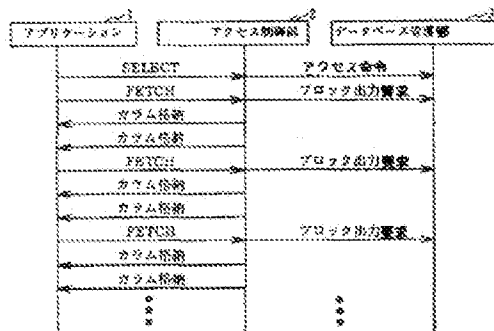 1 2 3
アプリケーション アクセス制御部 データベース管理部
SELECT アクセス命令
FETCH ブロック出力要求
カラム格納
カラム格納
FETCH ブロック出力要求
カラム格納
カラム格納
FETCH ブロック出力要求
カラム格納
カラム格納